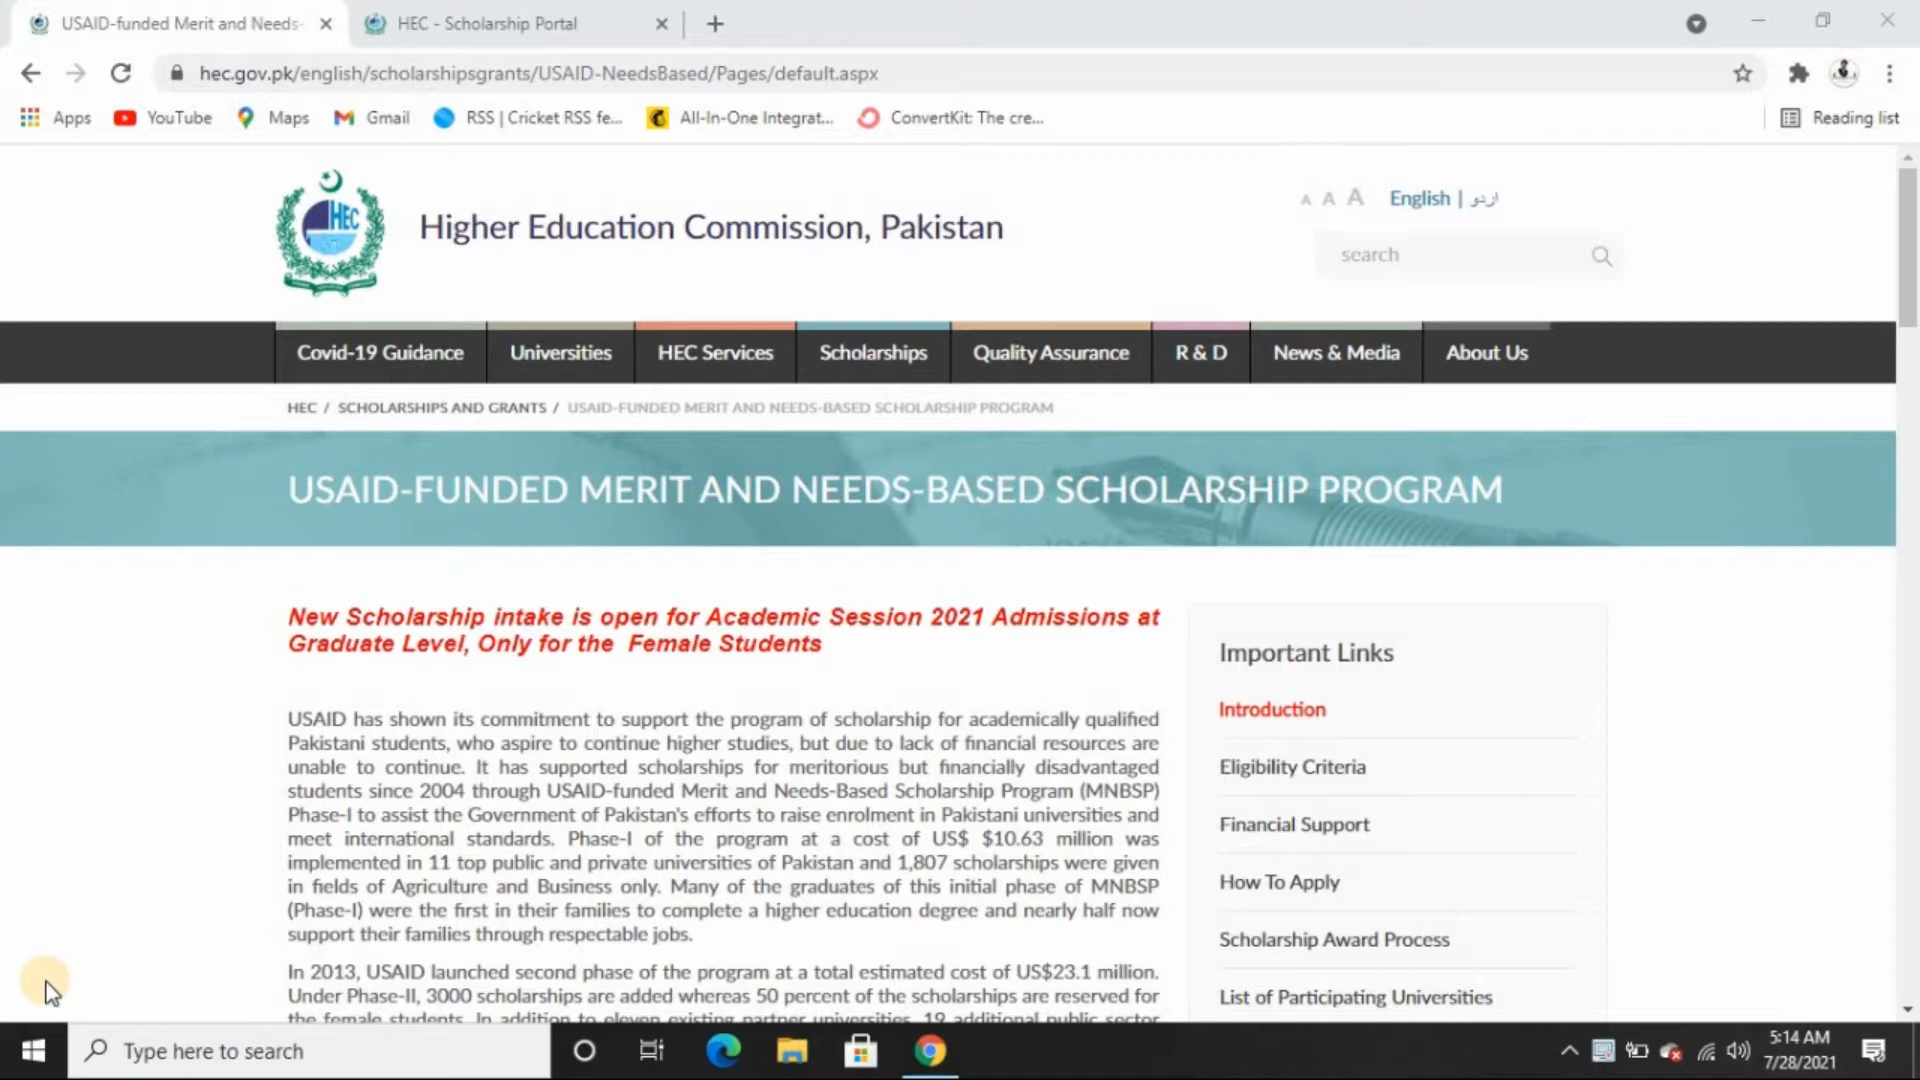 USAID-funded Merit and Needs-
HEC - Scholarship Portal
hec.gov.pk/english/scholarshipsgrants/USAID-NeedsBased/Pages/default.aspx
Apps
YouTube
Maps
Gmail
RSS | Cricket RSS fe...
All-In-One Integrat...
ConvertKit: The cre...
Reading list
HEC
Higher Education Commission, Pakistan
A A A English | اردو
search
Covid-19 Guidance
Universities
HEC Services
Scholarships
Quality Assurance
R & D
News & Media
About Us
HEC / SCHOLARSHIPS AND GRANTS / USAID-FUNDED MERIT AND NEEDS-BASED SCHOLARSHIP PROGRAM
USAID-FUNDED MERIT AND NEEDS-BASED SCHOLARSHIP PROGRAM
New Scholarship intake is open for Academic Session 2021 Admissions at
Graduate Level, Only for the Female Students
USAID has shown its commitment to support the program of scholarship for academically qualified
Pakistani students, who aspire to continue higher studies, but due to lack of financial resources are
unable to continue. It has supported scholarships for meritorious but financially disadvantaged
students since 2004 through USAID-funded Merit and Needs-Based Scholarship Program (MNBSP)
Phase-I to assist the Government of Pakistan's efforts to raise enrolment in Pakistani universities and
meet international standards. Phase-I of the program at a cost of US$ $10.63 million was
implemented in 11 top public and private universities of Pakistan and 1,807 scholarships were given
in fields of Agriculture and Business only. Many of the graduates of this initial phase of MNBSP
(Phase-I) were the first in their families to complete a higher education degree and nearly half now
support their families through respectable jobs.
In 2013, USAID launched second phase of the program at a total estimated cost of US$23.1 million.
Under Phase-II, 3000 scholarships are added whereas 50 percent of the scholarships are reserved for
the female students. In addition to eleven existing partner universities, 19 additional public sector
Important Links
Introduction
Eligibility Criteria
Financial Support
How To Apply
Scholarship Award Process
List of Participating Universities
Type here to search
5:14 AM
7/28/2021